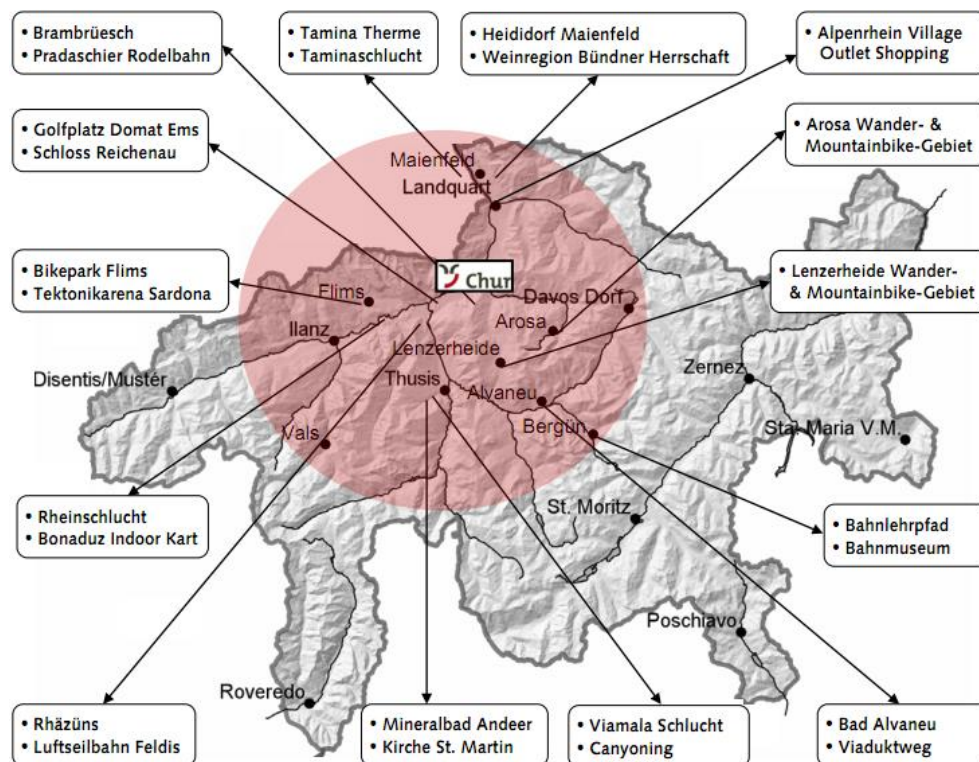 • Brambrüesch
• Pradaschier Rodelbahn
• Tamina Therme
• Taminaschlucht
• Heididorf Maienfeld
• Weinregion Bündner Herrschaft
• Alpenrhein Village
Outlet Shopping
• Golfplatz Domat Ems
• Schloss Reichenau
• Arosa Wander- &
Mountainbike-Gebiet
Maienfeld
Landquart
• Bikepark Flims
• Tektonikarena Sardona
Chur
• Lenzerheide Wander-
& Mountainbike-Gebiet
Flims
Davos Dorf
Ilanz
Arosa
Lenzerheide
Disentis/Mustér
Thusis
Alvaneu
Zernez
Vals
Bergün
Sta. Maria V.M.
• Rheinschlucht
• Bonaduz Indoor Kart
St. Moritz
• Bahnlehrpfad
• Bahnmuseum
Poschiavo
Roveredo
• Rhäzüns
• Luftseilbahn Feldis
• Mineralbad Andeer
• Kirche St. Martin
• Viamala Schlucht
• Canyoning
• Bad Alvaneu
• Viaduktweg